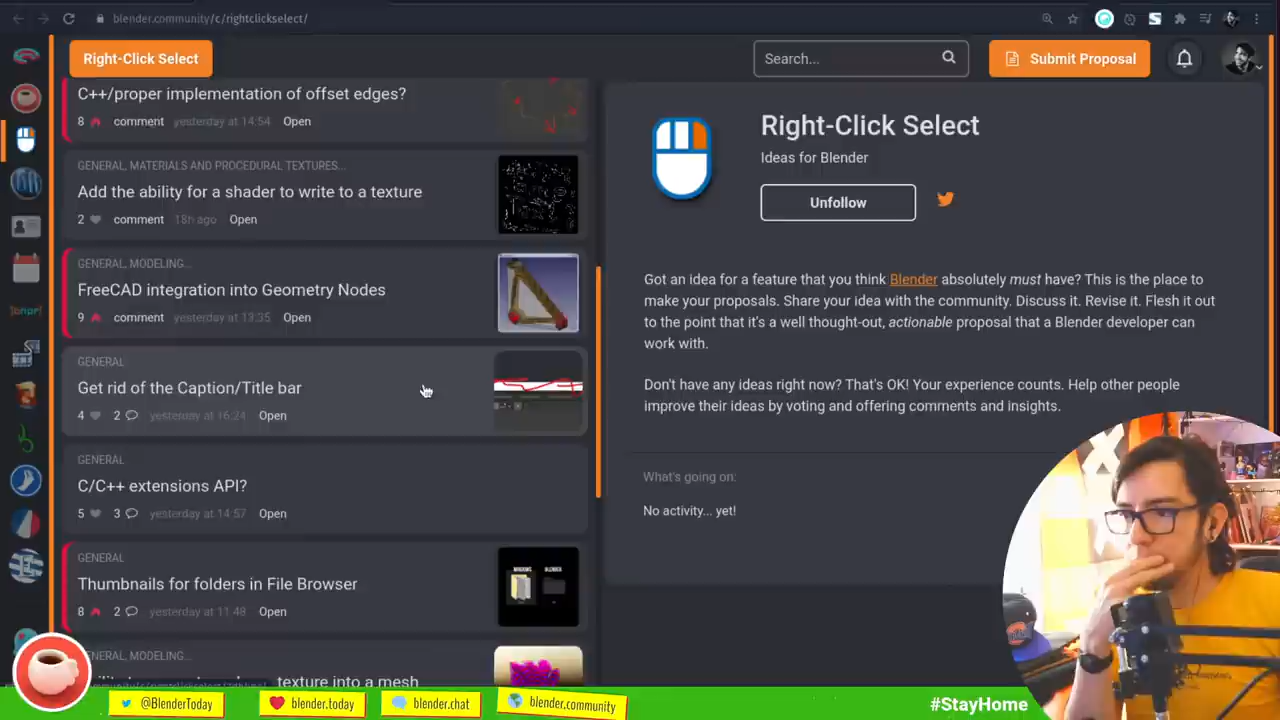 blender.community/c/rightclickselect/
Right-Click Select
Search...
Submit Proposal
C++/proper implementation of offset edges?
8 comment yesterday at 14:54 Open
GENERAL, MATERIALS AND PROCEDURAL TEXTURES...
Add the ability for a shader to write to a texture
2 comment 18h ago Open
GENERAL, MODELING...
FreeCAD integration into Geometry Nodes
9 comment yesterday at 13:35 Open
GENERAL
Get rid of the Caption/Title bar
4 2 yesterday at 16:24 Open
GENERAL
C/C++ extensions API?
5 3 yesterday at 14:57 Open
GENERAL
Thumbnails for folders in File Browser
8 2 yesterday at 11:48 Open
GENERAL, MODELING...
texture into a mesh
Right-Click Select
Ideas for Blender
Unfollow
Got an idea for a feature that you think Blender absolutely must have? This is the place to
make your proposals. Share your idea with the community. Discuss it. Revise it. Flesh it out
to the point that it's a well thought-out, actionable proposal that a Blender developer can
work with.
Don't have any ideas right now? That's OK! Your experience counts. Help other people
improve their ideas by voting and offering comments and insights.
What's going on:
No activity... yet!
@BlenderToday
blender.today
blender.chat
blender.community
#StayHome